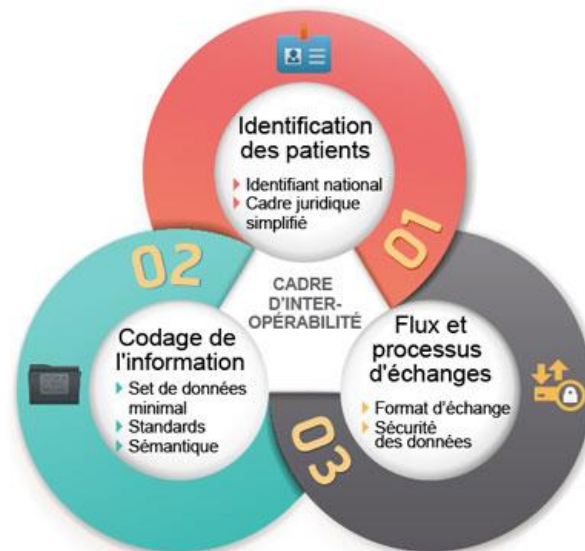 Identification
des patients
Identifiant national
Cadre juridique
simplifié
01
02
CADRE
D'INTER-
OPÉRABILITÉ
Codage de
l'information
Set de données
minimal
Standards
Sémantique
Flux et
processus
d'échanges
Format d'échange
Sécurité
des données
03